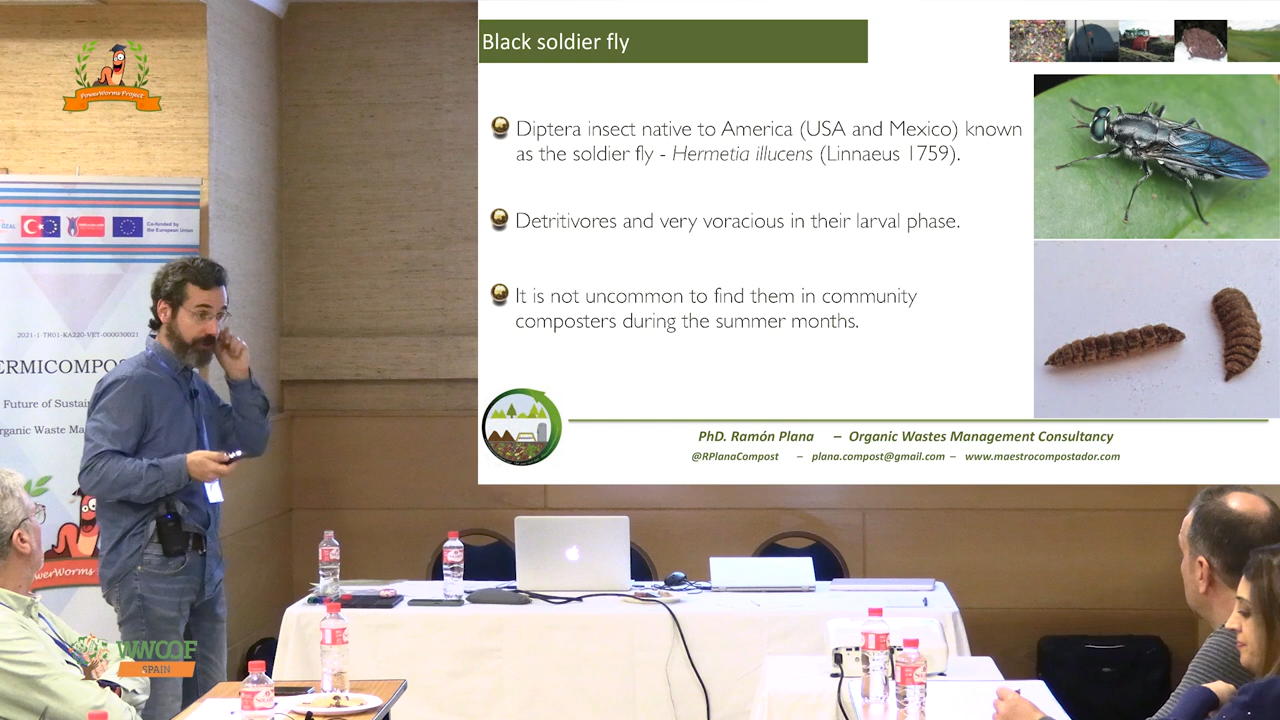 PowerWorms Project
Black soldier fly
Diptera insect native to America (USA and Mexico) known
as the soldier fly - Hermetia illucens (Linnaeus 1759).
Detritivores and very voracious in their larval phase.
It is not uncommon to find them in community
composters during the summer months.
PhD. Ramón Plana – Organic Wastes Management Consultancy
@RPlanaCompost – plana.compost@gmail.com – www.maestrocompostador.com
ÖZAL
Co-funded by
the European Union
2021-1-TR01-KA220-VET-000030021
ERMICOMPOS
Future of Sustain
rganic Waste Ma
werWorms
WWOOF
SPAIN